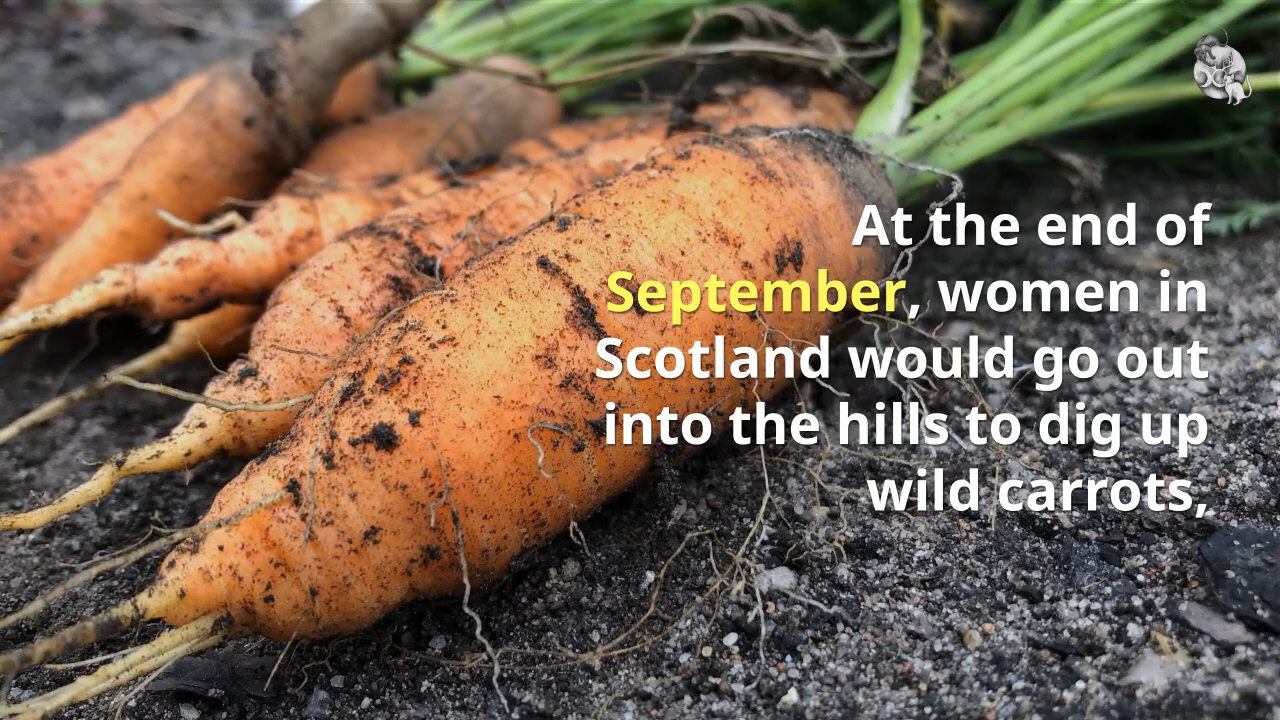 At the end of
September, women in
Scotland would go out
into the hills to dig up
wild carrots,